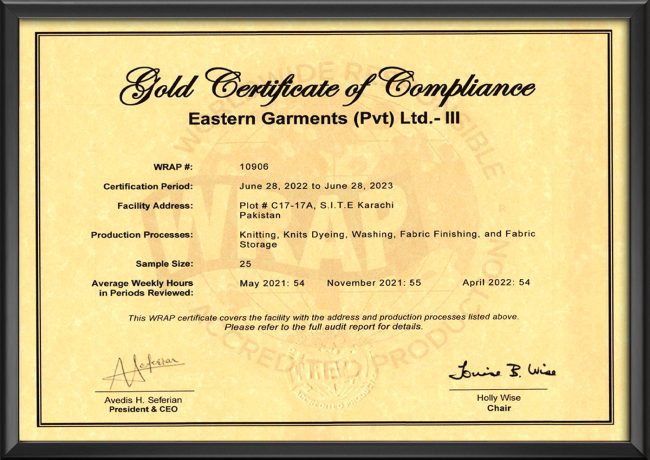 Gold Certificate of Compliance
Eastern Garments (Pvt) Ltd.- III
WRAP #: 10906
Certification Period: June 28, 2022 to June 28, 2023
Facility Address: Plot # C17-17A, S.I.T.E Karachi
Pakistan
Production Processes: Knitting, Knits Dyeing, Washing, Fabric Finishing, and Fabric
Storage
Sample Size: 25
Average Weekly Hours May 2021: 54 November 2021: 55 April 2022: 54
in Periods Reviewed:
This WRAP certificate covers the facility with the address and production processes listed above.
Please refer to the full audit report for details.
WRAP
Louise B. Wise
Avedis H. Seferian
President & CEO
Holly Wise
Chair